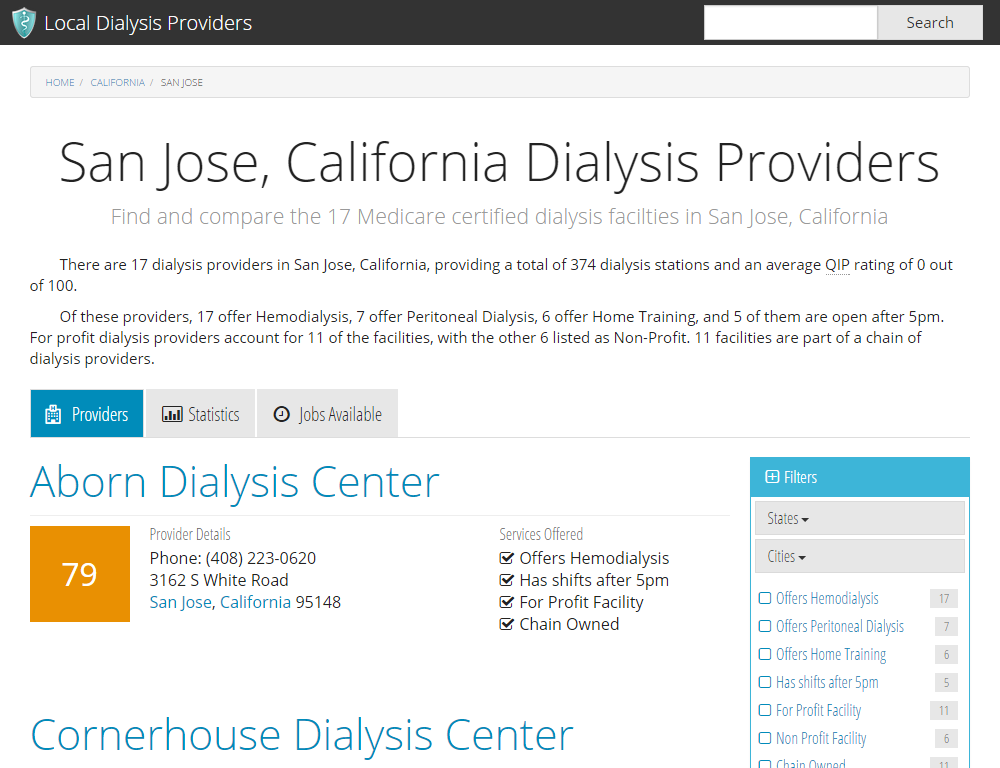 Local Dialysis Providers
Search
HOME / CALIFORNIA / SAN JOSE
San Jose, California Dialysis Providers
Find and compare the 17 Medicare certified dialysis facilties in San Jose, California
There are 17 dialysis providers in San Jose, California, providing a total of 374 dialysis stations and an average QIP rating of 0 out
of 100.
Of these providers, 17 offer Hemodialysis, 7 offer Peritoneal Dialysis, 6 offer Home Training, and 5 of them are open after 5pm.
For profit dialysis providers account for 11 of the facilities, with the other 6 listed as Non-Profit. 11 facilities are part of a chain of
dialysis providers.
Providers
Statistics
Jobs Available
Aborn Dialysis Center
79
Provider Details
Phone: (408) 223-0620
3162 S White Road
San Jose, California 95148
Services Offered
Offers Hemodialysis
Has shifts after 5pm
For Profit Facility
Chain Owned
Cornerhouse Dialysis Center
Filters
States
Cities
Offers Hemodialysis 17
Offers Peritoneal Dialysis 7
Offers Home Training 6
Has shifts after 5pm 5
For Profit Facility 11
Non Profit Facility 6
Chain Owned 11